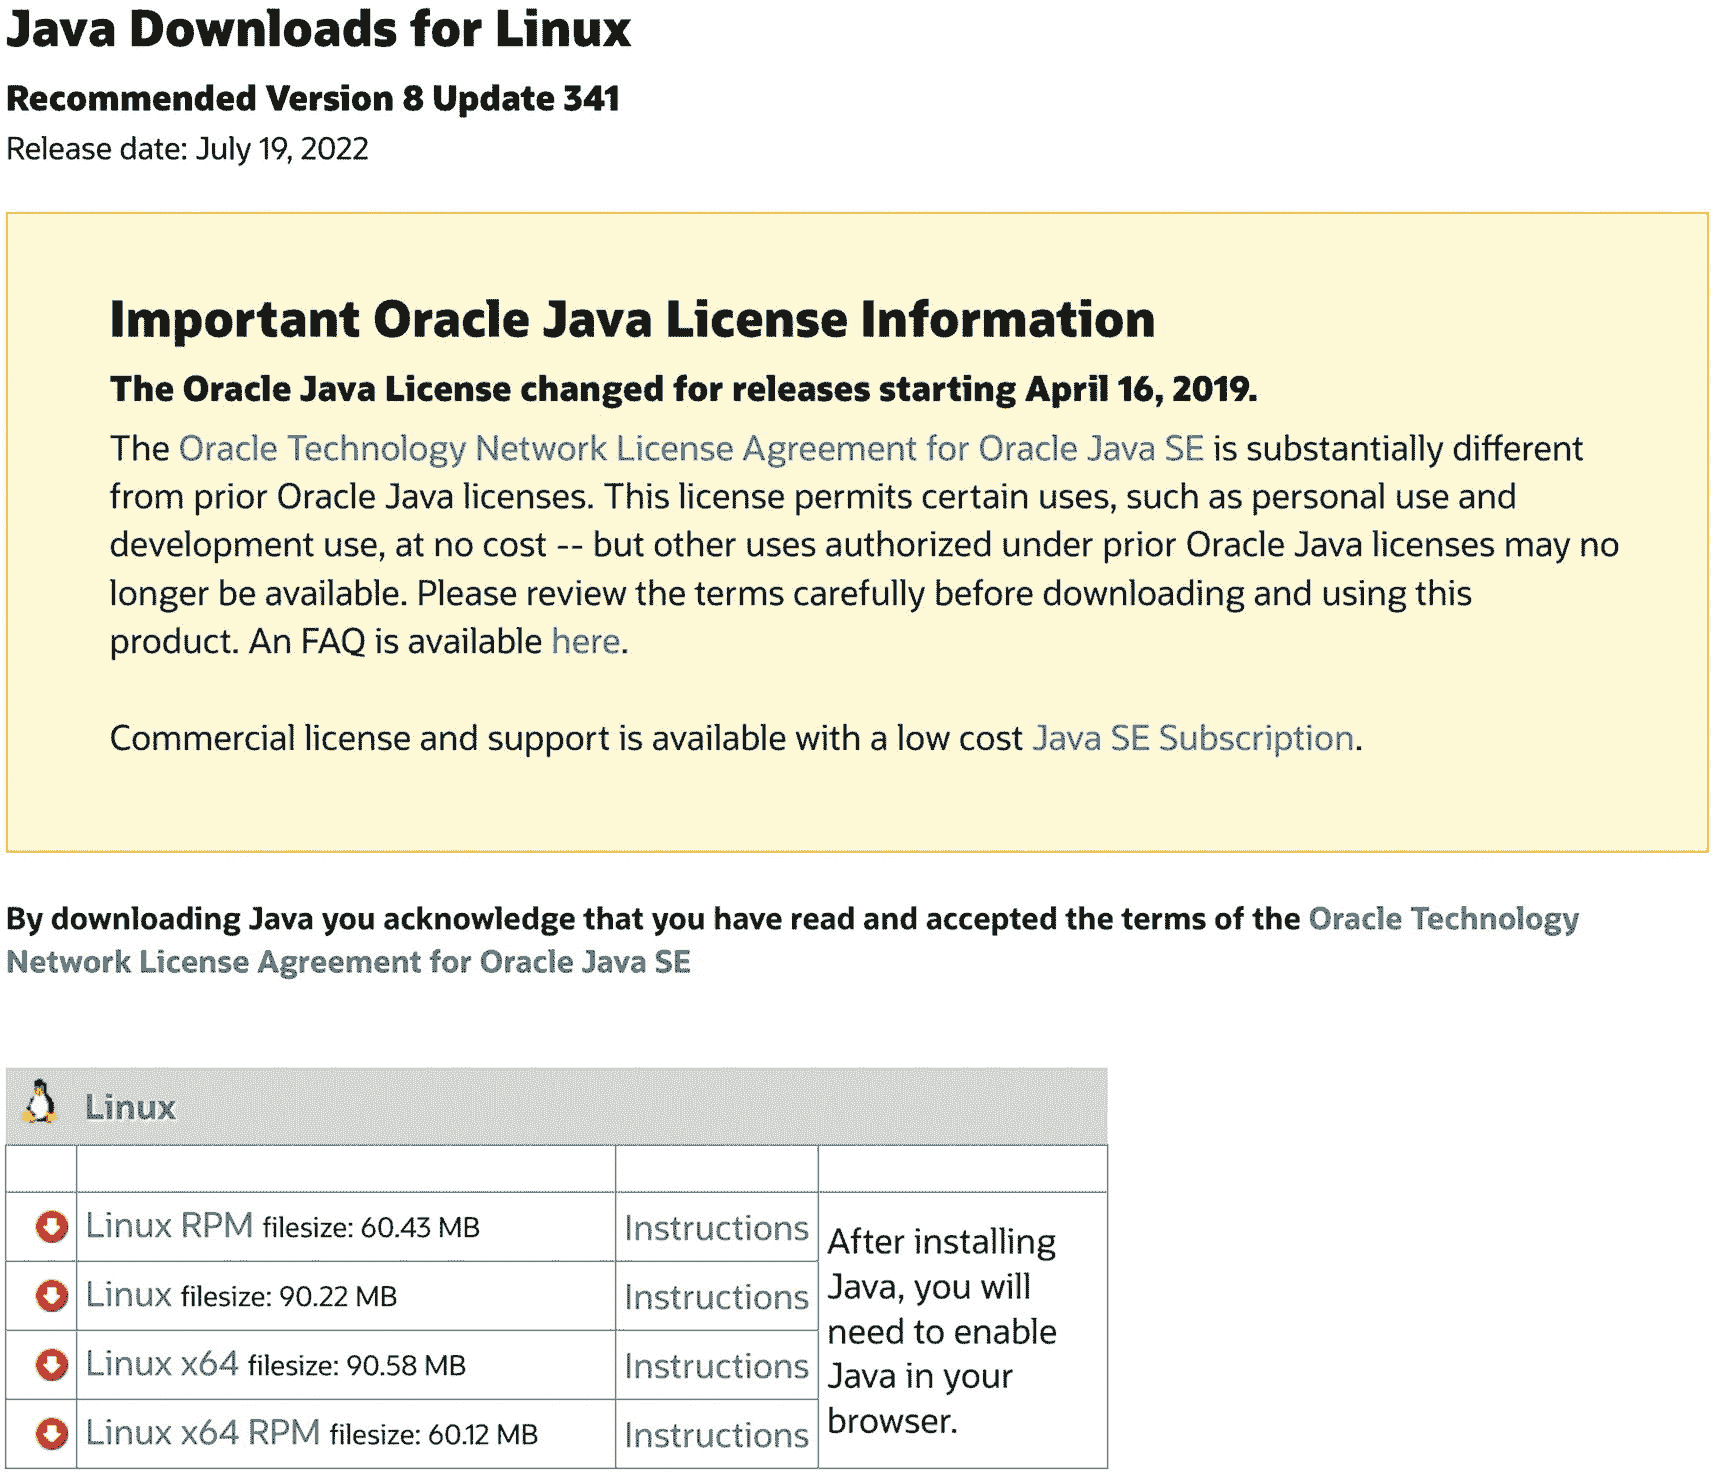 Java Downloads for Linux
Recommended Version 8 Update 341
Release date: July 19, 2022
Important Oracle Java License Information
The Oracle Java License changed for releases starting April 16, 2019.
The Oracle Technology Network License Agreement for Oracle Java SE is substantially different
from prior Oracle Java licenses. This license permits certain uses, such as personal use and
development use, at no cost -- but other uses authorized under prior Oracle Java licenses may no
longer be available. Please review the terms carefully before downloading and using this
product. An FAQ is available here.
Commercial license and support is available with a low cost Java SE Subscription.
By downloading Java you acknowledge that you have read and accepted the terms of the Oracle Technology
Network License Agreement for Oracle Java SE
Linux
Linux RPM filesize: 60.43 MB Instructions
Linux filesize: 90.22 MB Instructions
Linux x64 filesize: 90.58 MB Instructions
Linux x64 RPM filesize: 60.12 MB Instructions
After installing
Java, you will
need to enable
Java in your
browser.